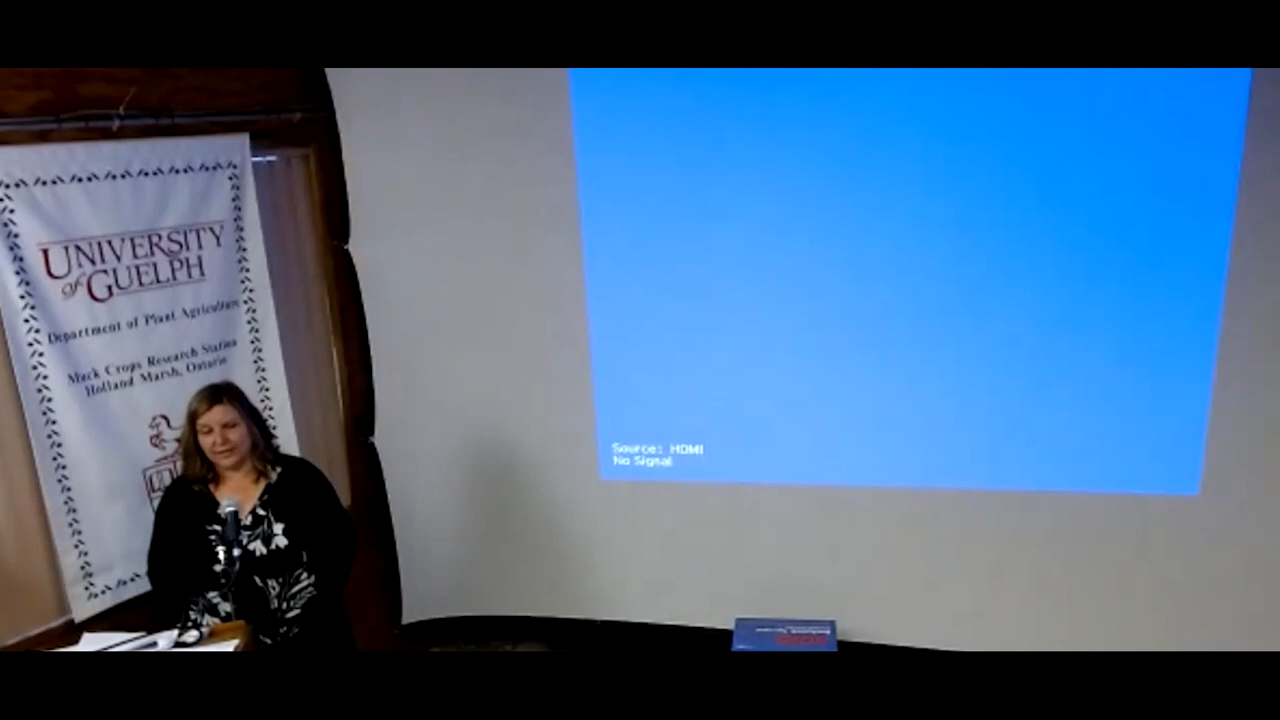 UNIVERSITY
of GUELPH
Department of Plant Agriculture
Muck Crops Research Station
Holland Marsh, Ontario
Source: HDMI
No Signal